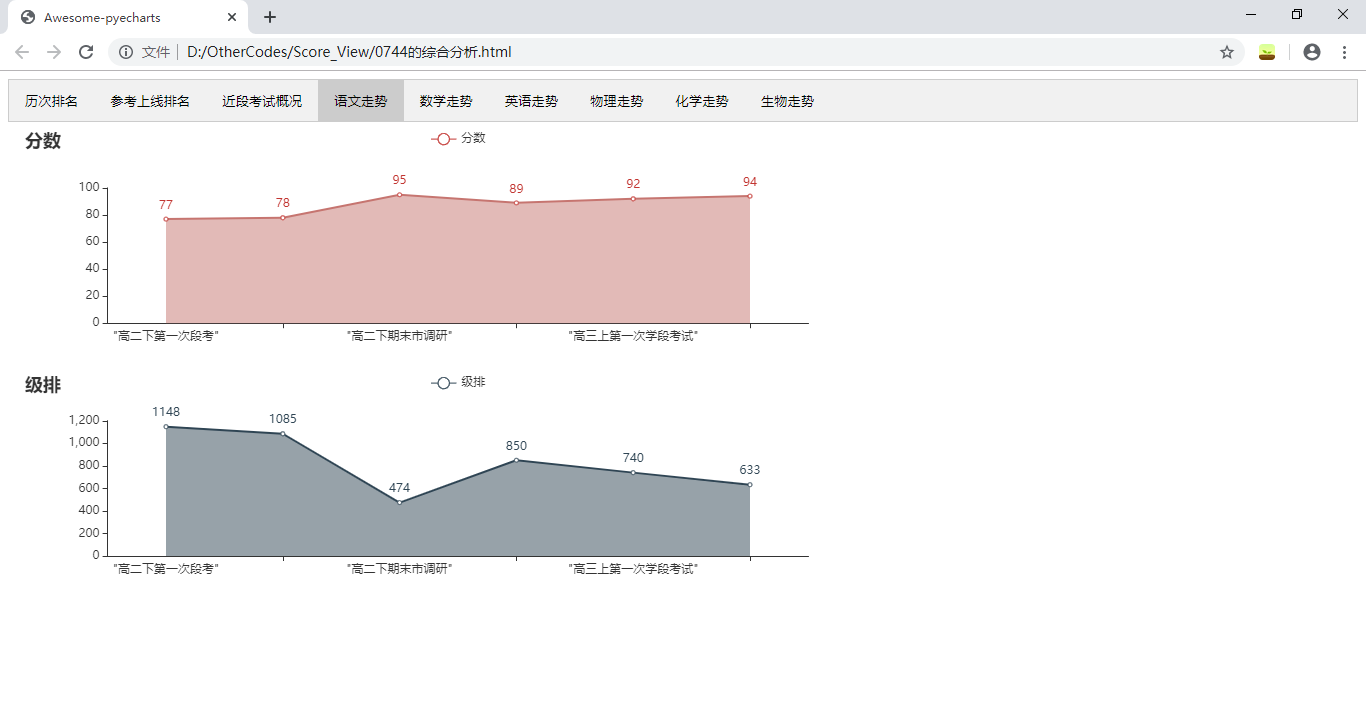 Awesome-pyecharts
文件 D:/OtherCodes/Score_View/0744的综合分析.html
历次排名 参考上线排名 近段考试概况 语文走势 数学走势 英语走势 物理走势 化学走势 生物走势
分数
分数
77 78 95 89 92 94
100
80
60
40
20
0
"高二下第一次段考" "高二下期末市调研" "高三上第一次学段考试"
级排
级排
1148 1085 474 850 740 633
1,200
1,000
800
600
400
200
0
"高二下第一次段考" "高二下期末市调研" "高三上第一次学段考试"